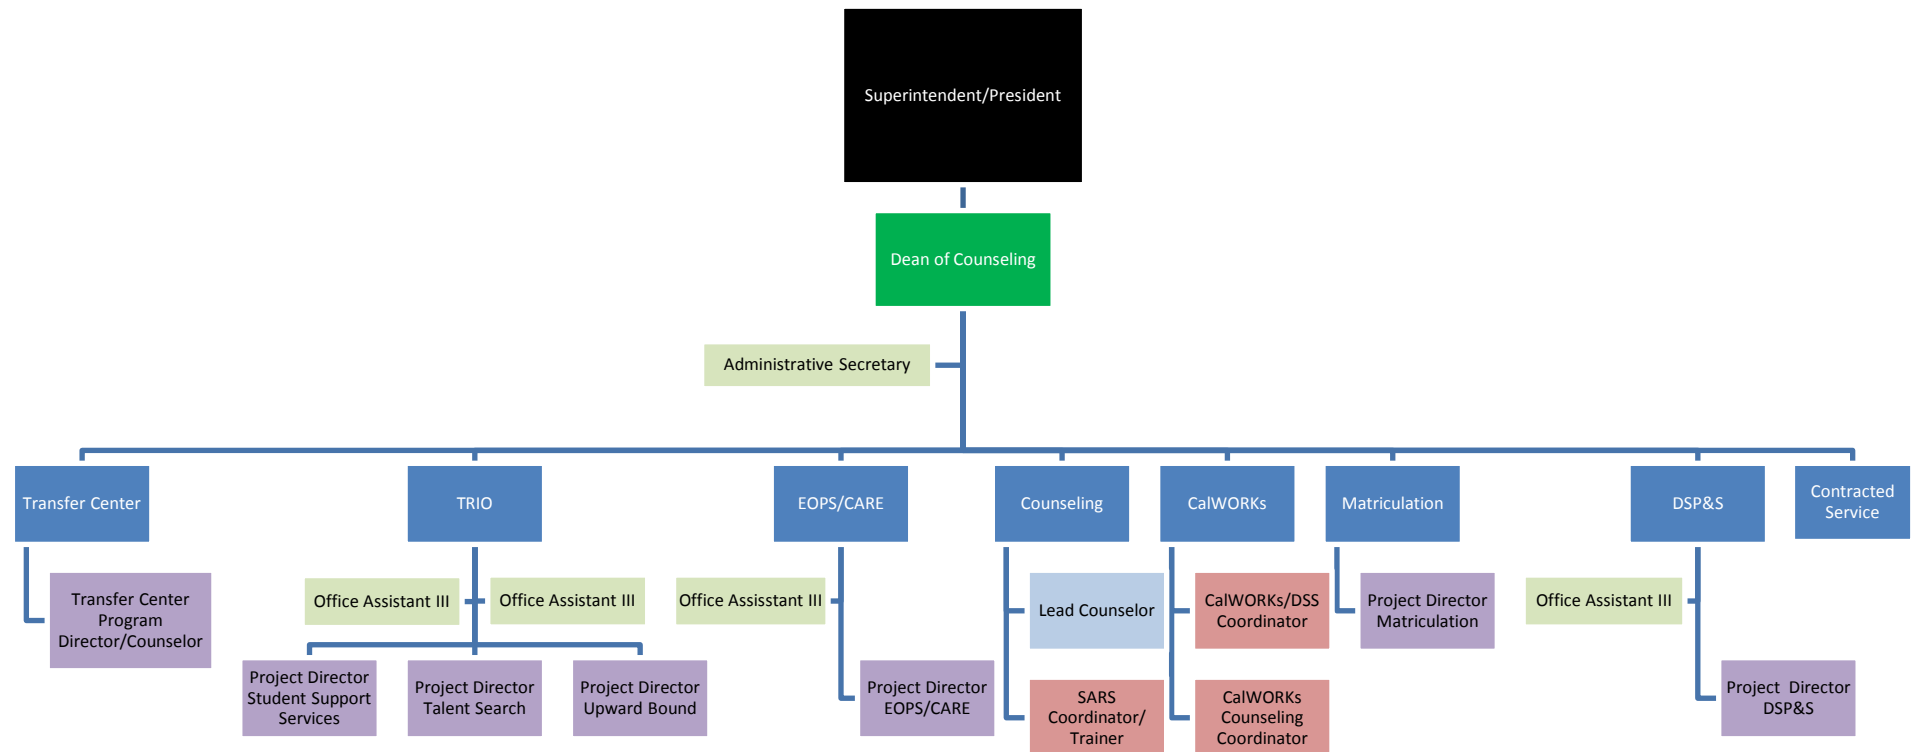 Superintendent/President
Dean of Counseling
Administrative Secretary
Transfer Center
TRIO
EOPS/CARE
Counseling
CalWORKs
Matriculation
DSP&S
Contracted
Service
Transfer Center
Program
Director/Counselor
Office Assistant III
Office Assistant III
Office Assisstant III
Lead Counselor
CalWORKs/DSS
Coordinator
Project Director
Matriculation
Office Assistant III
Project Director
Student Support
Services
Project Director
Talent Search
Project Director
Upward Bound
Project Director
EOPS/CARE
SARS
Coordinator/
Trainer
CalWORKs
Counseling
Coordinator
Project Director
DSP&S